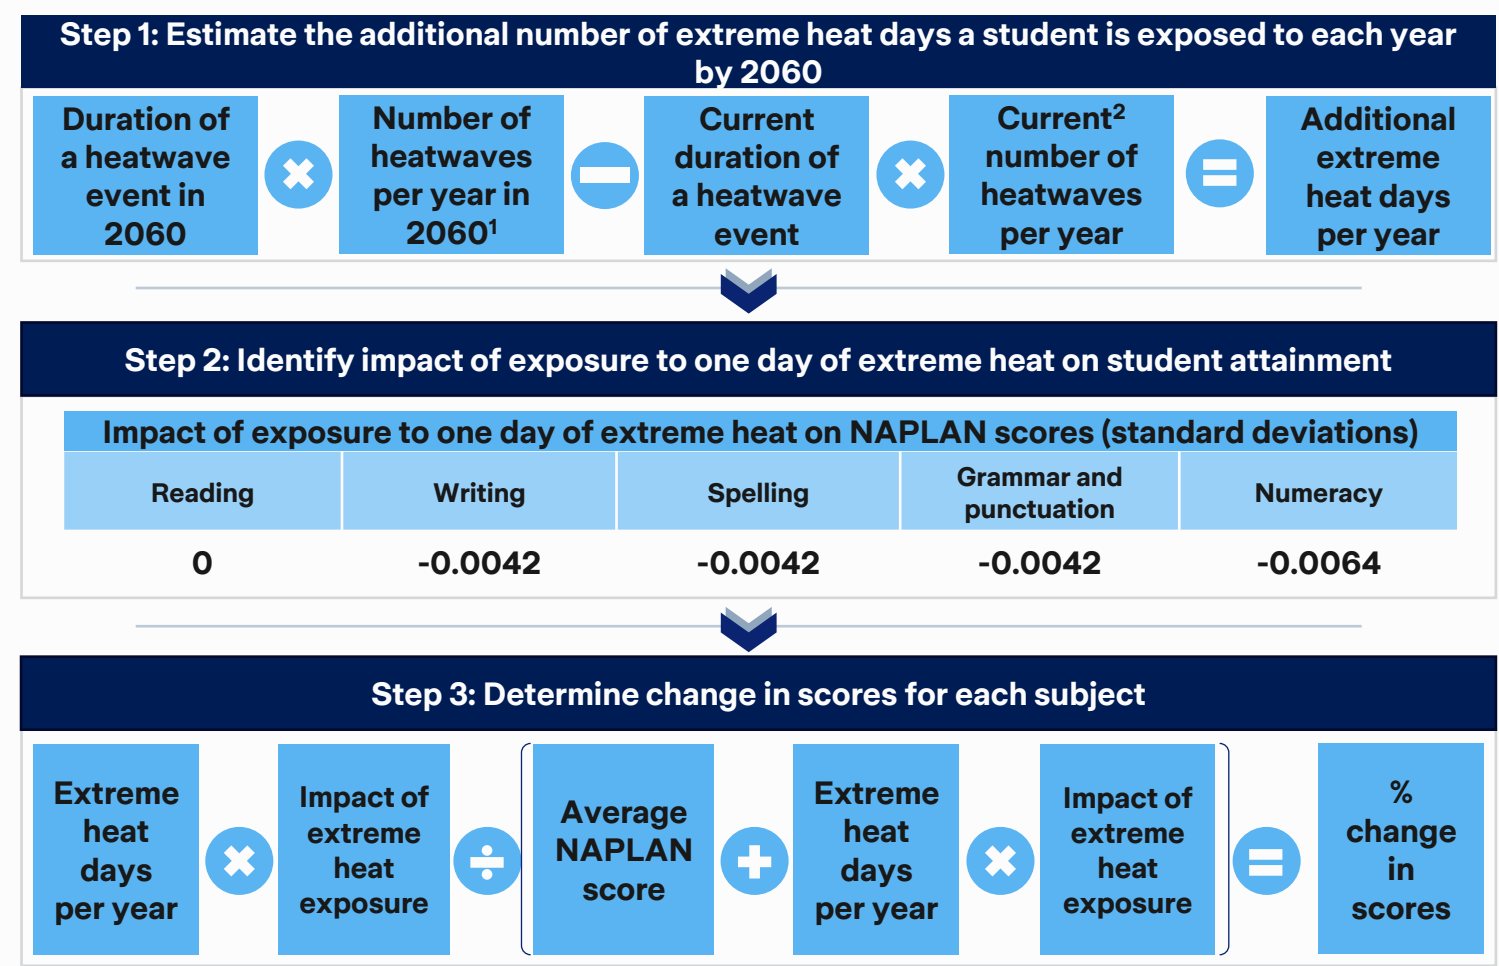 Step 1: Estimate the additional number of extreme heat days a student is exposed to each year
by 2060
Duration of
a heatwave
event in
2060
×
Number of
heatwaves
per year in
2060¹
−
Current
duration of
a heatwave
event
×
Current²
number of
heatwaves
per year
=
Additional
extreme
heat days
per year
Step 2: Identify impact of exposure to one day of extreme heat on student attainment
Impact of exposure to one day of extreme heat on NAPLAN scores (standard deviations)
Reading
Writing
Spelling
Grammar and
punctuation
Numeracy
0
-0.0042
-0.0042
-0.0042
-0.0064
Step 3: Determine change in scores for each subject
Extreme
heat
days
per year
×
Impact of
extreme
heat
exposure
÷
Average
NAPLAN
score
+
Extreme
heat
days
per year
×
Impact of
extreme
heat
exposure
=
%
change
in
scores